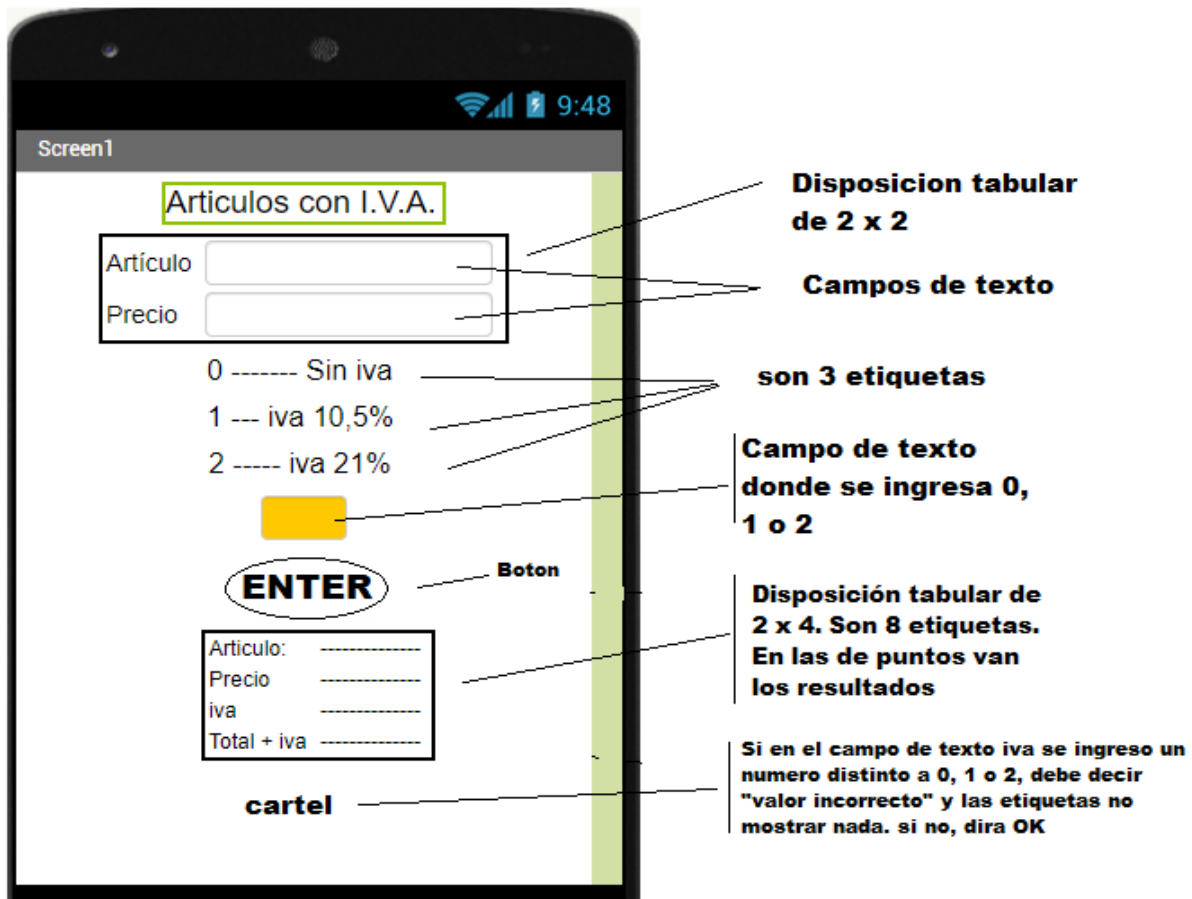 9:48
Screen1
Articulos con I.V.A.
Artículo
Precio
0 ------- Sin iva
1 --- iva 10,5%
2 ----- iva 21%
ENTER
Articulo: --------------
Precio --------------
iva --------------
Total + iva --------------
cartel
Disposicion tabular
de 2 x 2
Campos de texto
son 3 etiquetas
Campo de texto
donde se ingresa 0,
1 o 2
Boton
Disposición tabular de
2 x 4. Son 8 etiquetas.
En las de puntos van
los resultados
Si en el campo de texto iva se ingreso un
numero distinto a 0, 1 o 2, debe decir
"valor incorrecto" y las etiquetas no
mostrar nada. si no, dira OK